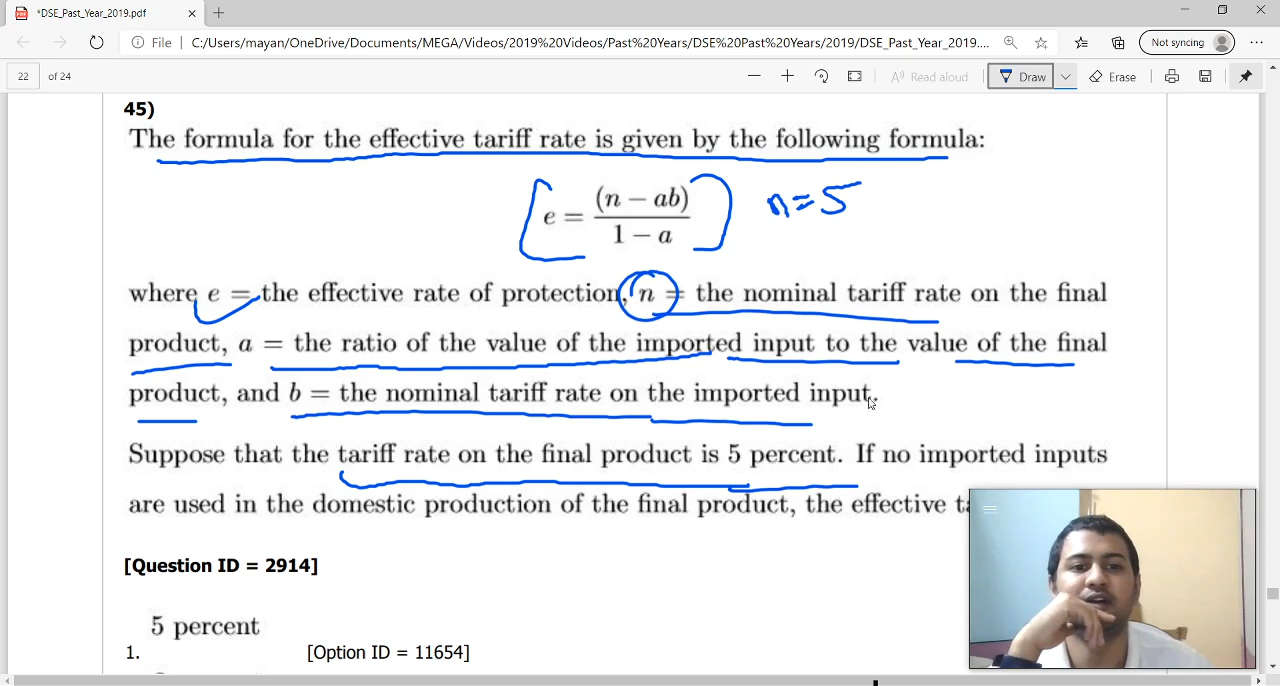 *DSE_Past_Year_2019.pdf
File | C:/Users/mayan/OneDrive/Documents/MEGA/Videos/2019%20Videos/Past%20Years/DSE%20Past%20Years/2019/DSE_Past_Year_2019....
Not syncing
22 of 24
Read aloud
Draw
Erase
45)
The formula for the effective tariff rate is given by the following formula:
e = (n − ab) / 1 − a
n = 5
where e = the effective rate of protection, n = the nominal tariff rate on the final
product, a = the ratio of the value of the imported input to the value of the final
product, and b = the nominal tariff rate on the imported input.
Suppose that the tariff rate on the final product is 5 percent. If no imported inputs
are used in the domestic production of the final product, the effective
[Question ID = 2914]
5 percent
1. [Option ID = 11654]